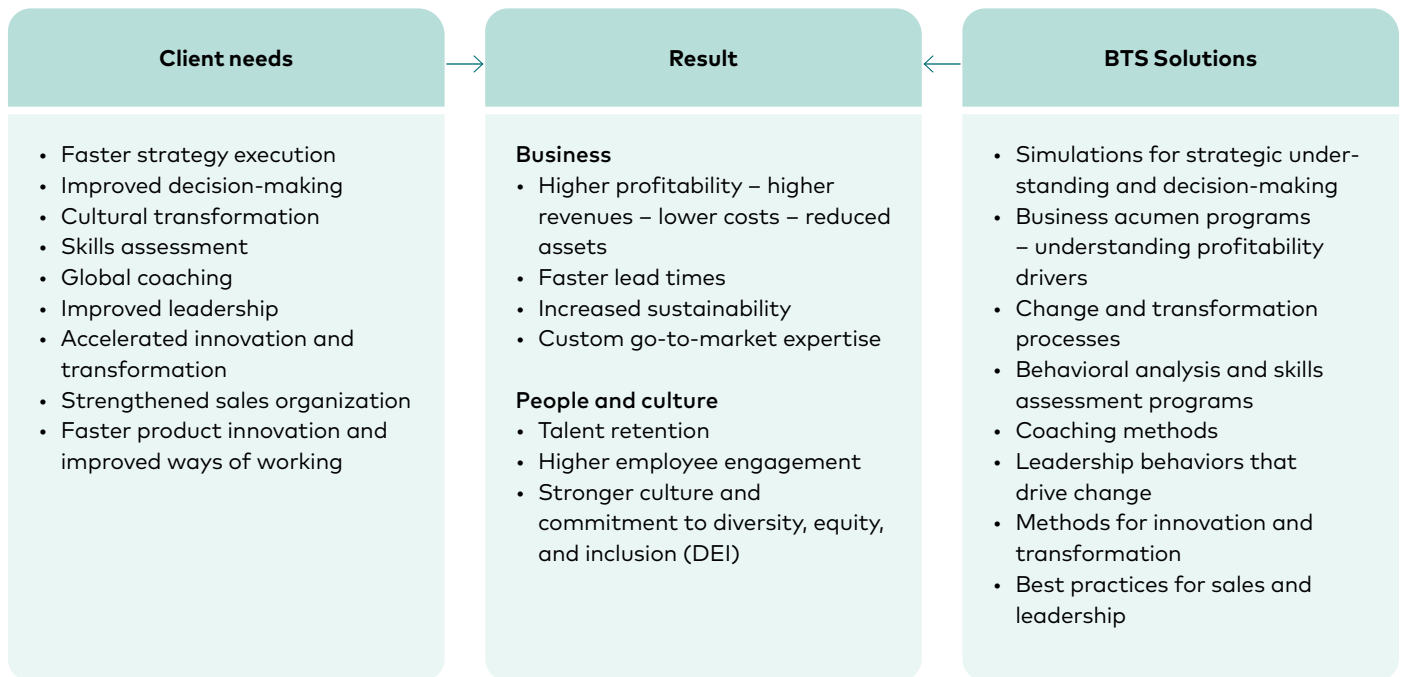 Client needs
• Faster strategy execution
• Improved decision-making
• Cultural transformation
• Skills assessment
• Global coaching
• Improved leadership
• Accelerated innovation and
transformation
• Strengthened sales organization
• Faster product innovation and
improved ways of working
Result
Business
• Higher profitability – higher
revenues – lower costs – reduced
assets
• Faster lead times
• Increased sustainability
• Custom go-to-market expertise
People and culture
• Talent retention
• Higher employee engagement
• Stronger culture and
commitment to diversity, equity,
and inclusion (DEI)
BTS Solutions
• Simulations for strategic under-
standing and decision-making
• Business acumen programs
– understanding profitability
drivers
• Change and transformation
processes
• Behavioral analysis and skills
assessment programs
• Coaching methods
• Leadership behaviors that
drive change
• Methods for innovation and
transformation
• Best practices for sales and
leadership